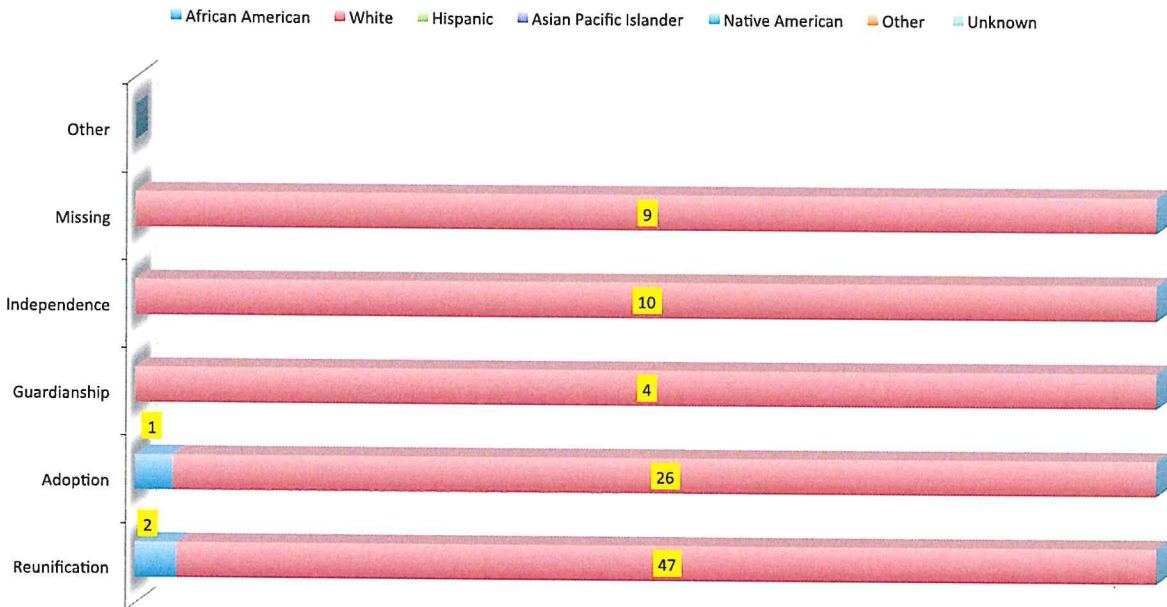 African American White Hispanic Asian Pacific Islander Native American Other Unknown
Other
Missing 9
Independence 10
Guardianship 4
1
Adoption 26
2
Reunification 47